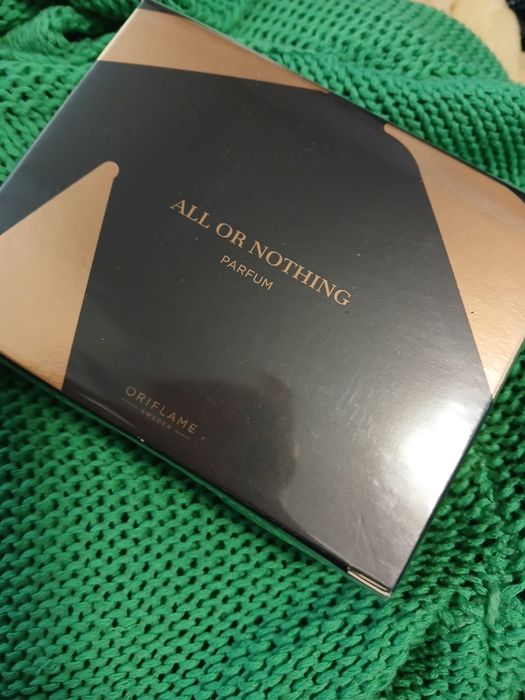 ALL OR NOTHING
PARFUM
ORIFLAME
SWEDEN